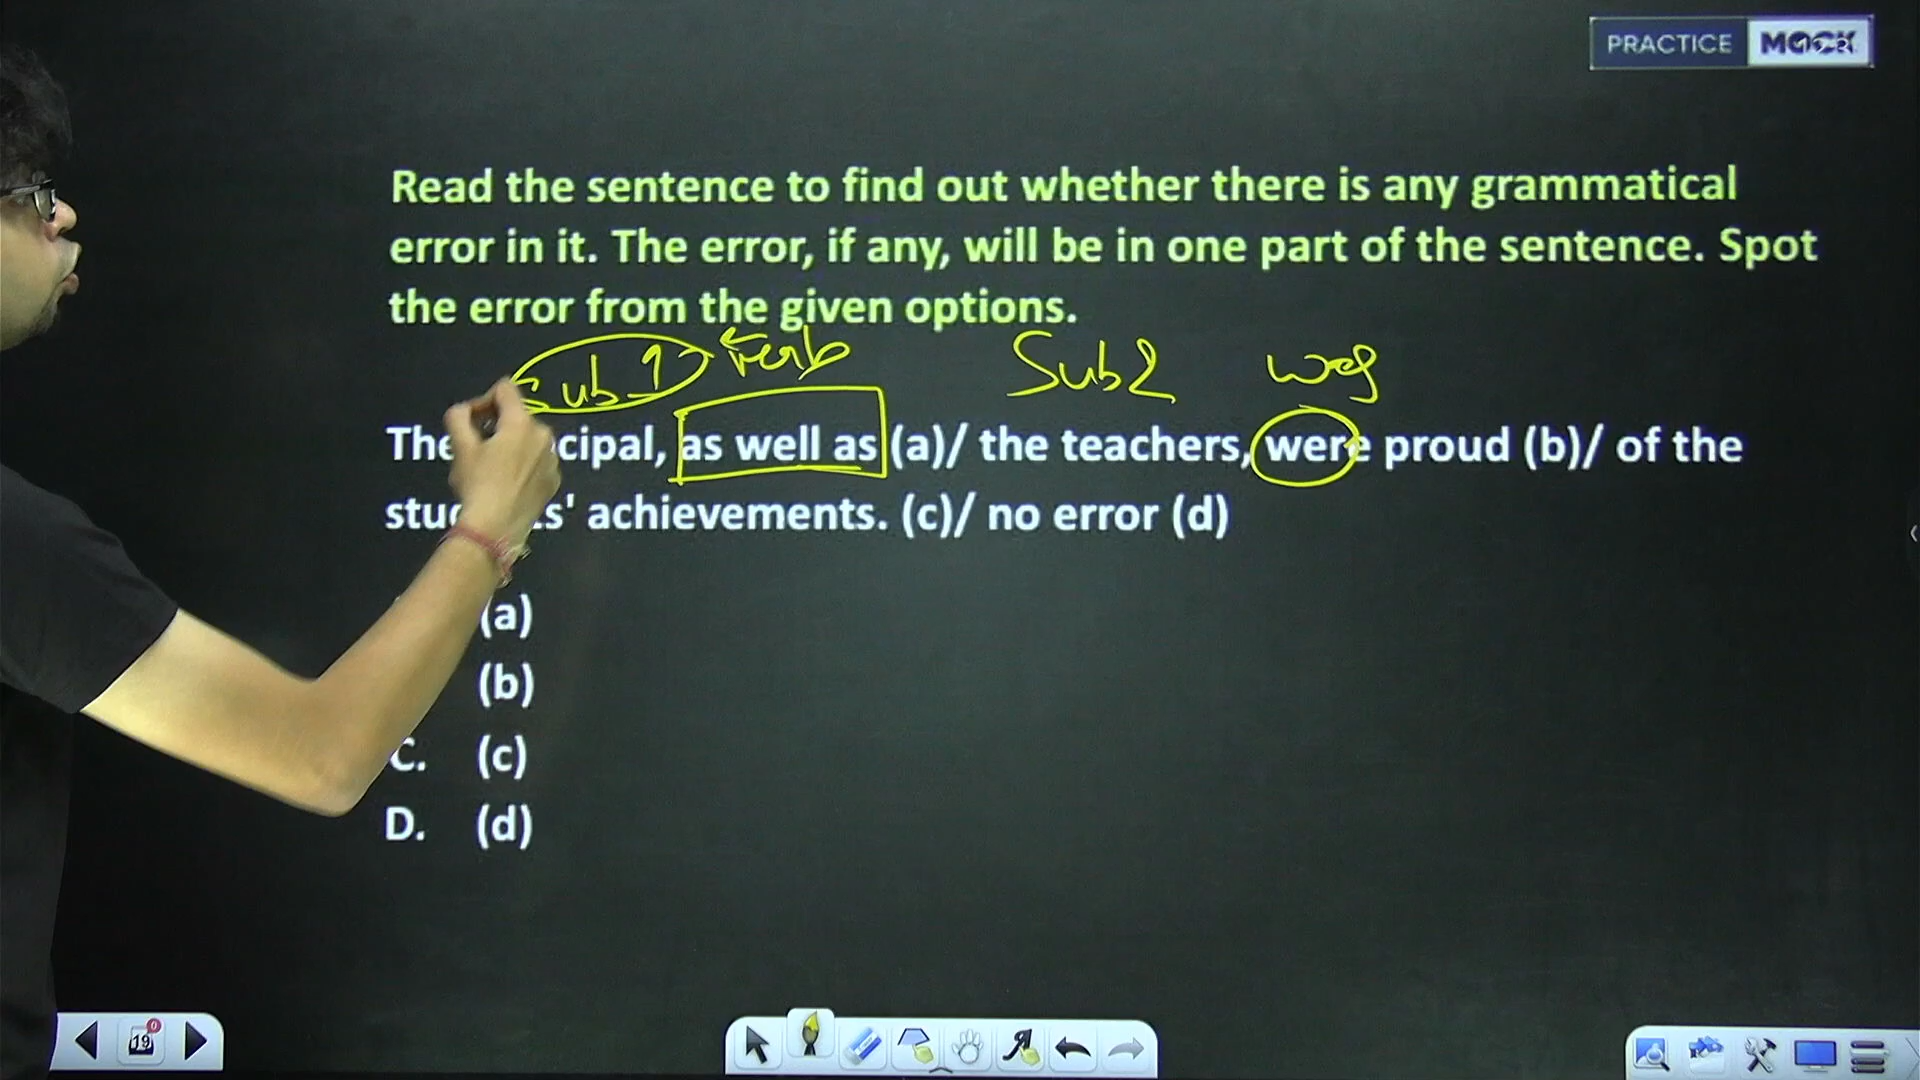 PRACTICE MOCK
Read the sentence to find out whether there is any grammatical
error in it. The error, if any, will be in one part of the sentence. Spot
the error from the given options.
Sub 1 verb Sub2 was
The cipal, as well as (a)/ the teachers, were proud (b)/ of the
stu s' achievements. (c)/ no error (d)
(a)
(b)
C. (c)
D. (d)
19
0